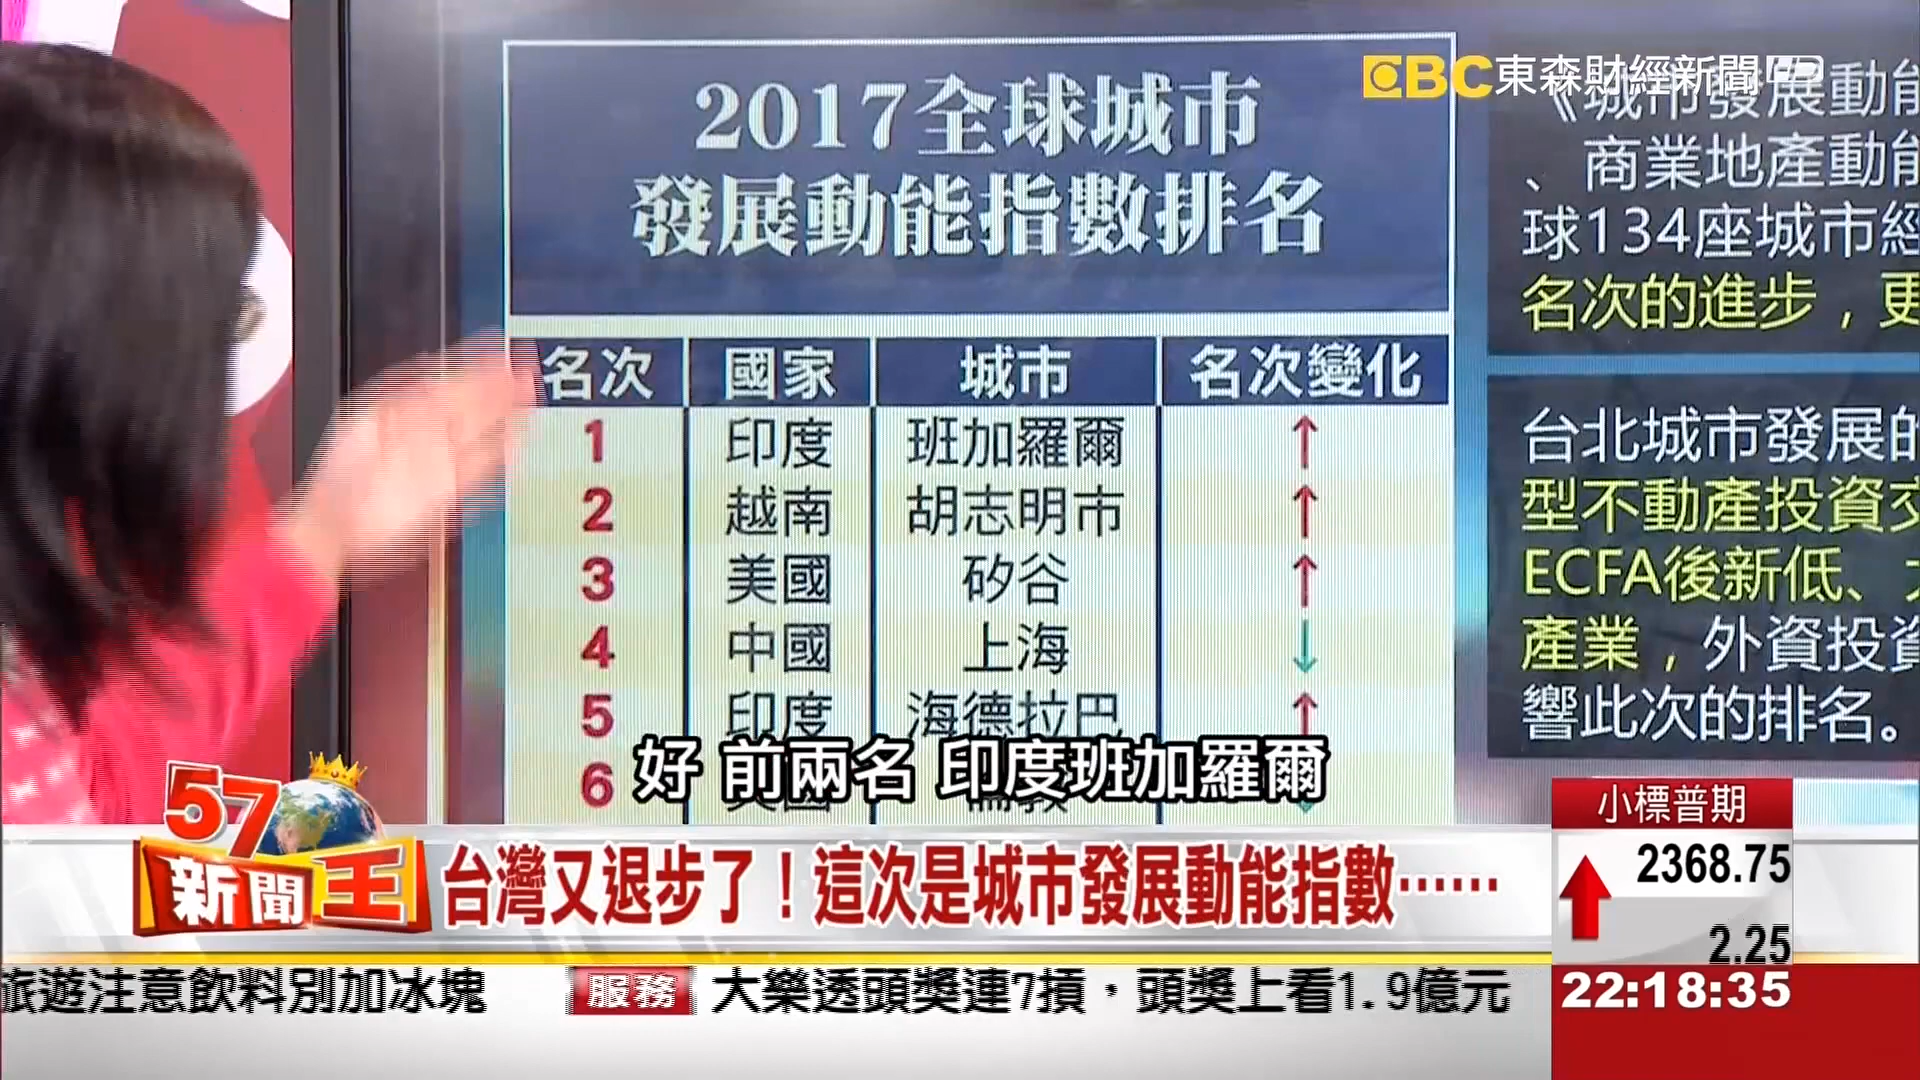 EBC東森財經新聞HD
2017全球城市
發展動能指數排名
名次 國家 城市 名次變化
1 印度 班加羅爾 ↑
2 越南 胡志明市 ↑
3 美國 矽谷 ↑
4 中國 上海 ↓
5 印度 海德拉巴 ↑
6
《城市發展動能
、商業地產動能
球134座城市經
名次的進步，更
台北城市發展的
型不動產投資交
ECFA後新低、
產業，外資投資
響此次的排名。
好 前兩名 印度班加羅爾
57新聞王
台灣又退步了！這次是城市發展動能指數⋯⋯
小標普期
2368.75
2.25
22:18:35
旅遊注意飲料別加冰塊 服務 大樂透頭獎連7摃，頭獎上看1.9億元